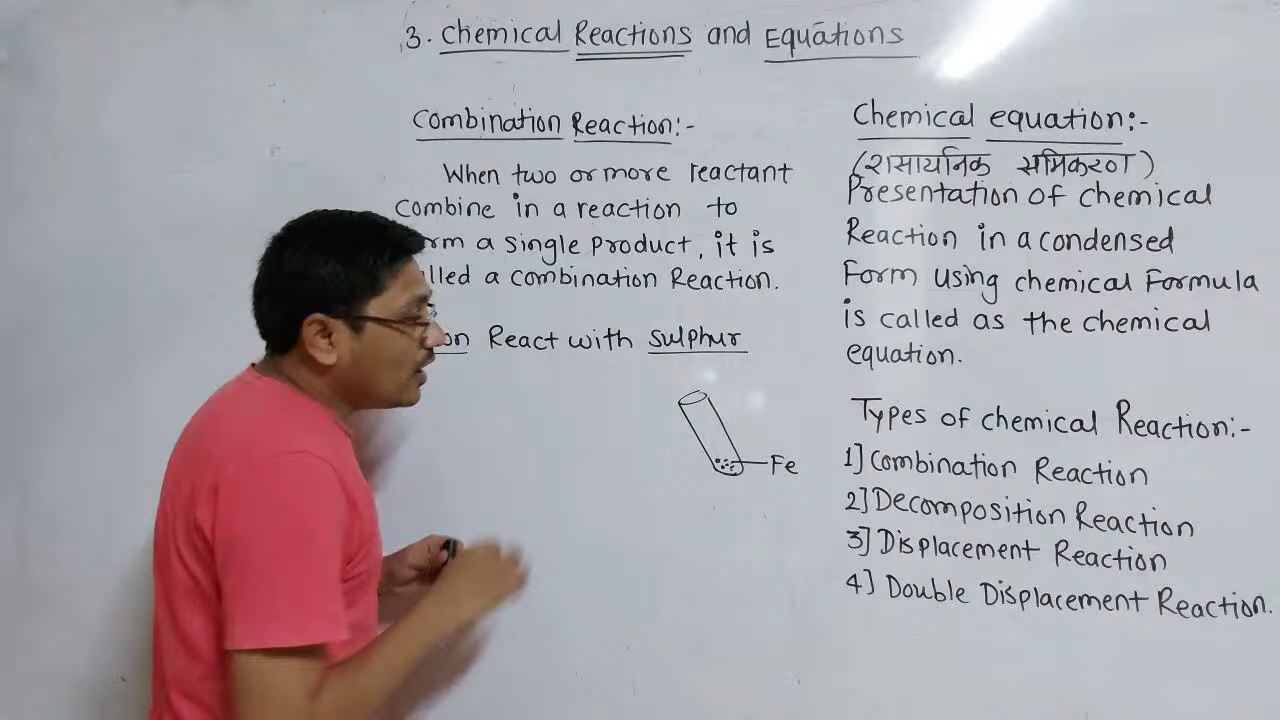 3. Chemical Reactions and Equations
Combination Reaction:-
When two or more reactant
combine in a reaction to
rm a single product, it is
lled a combination Reaction.
on React with Sulphur
Fe
Chemical equation:-
(रासायनिक समिकरण)
Presentation of chemical
Reaction in a condensed
Form using chemical Formula
is called as the chemical
equation.
Types of chemical Reaction:-
1] Combination Reaction
2] Decomposition Reaction
3] Displacement Reaction
4] Double Displacement Reaction.